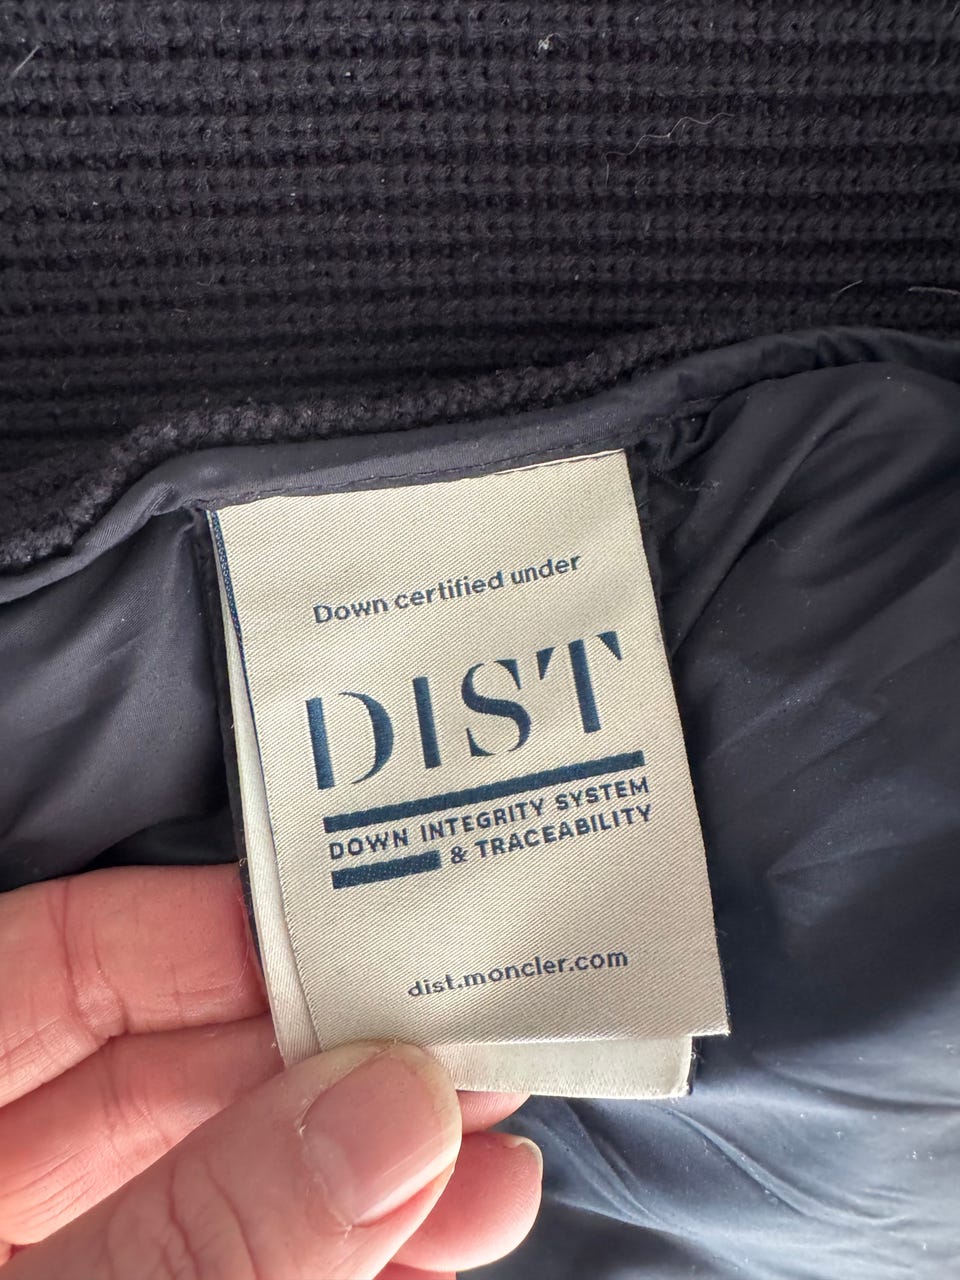 Down certified under
DIST
DOWN INTEGRITY SYSTEM
& TRACEABILITY
dist.moncler.com